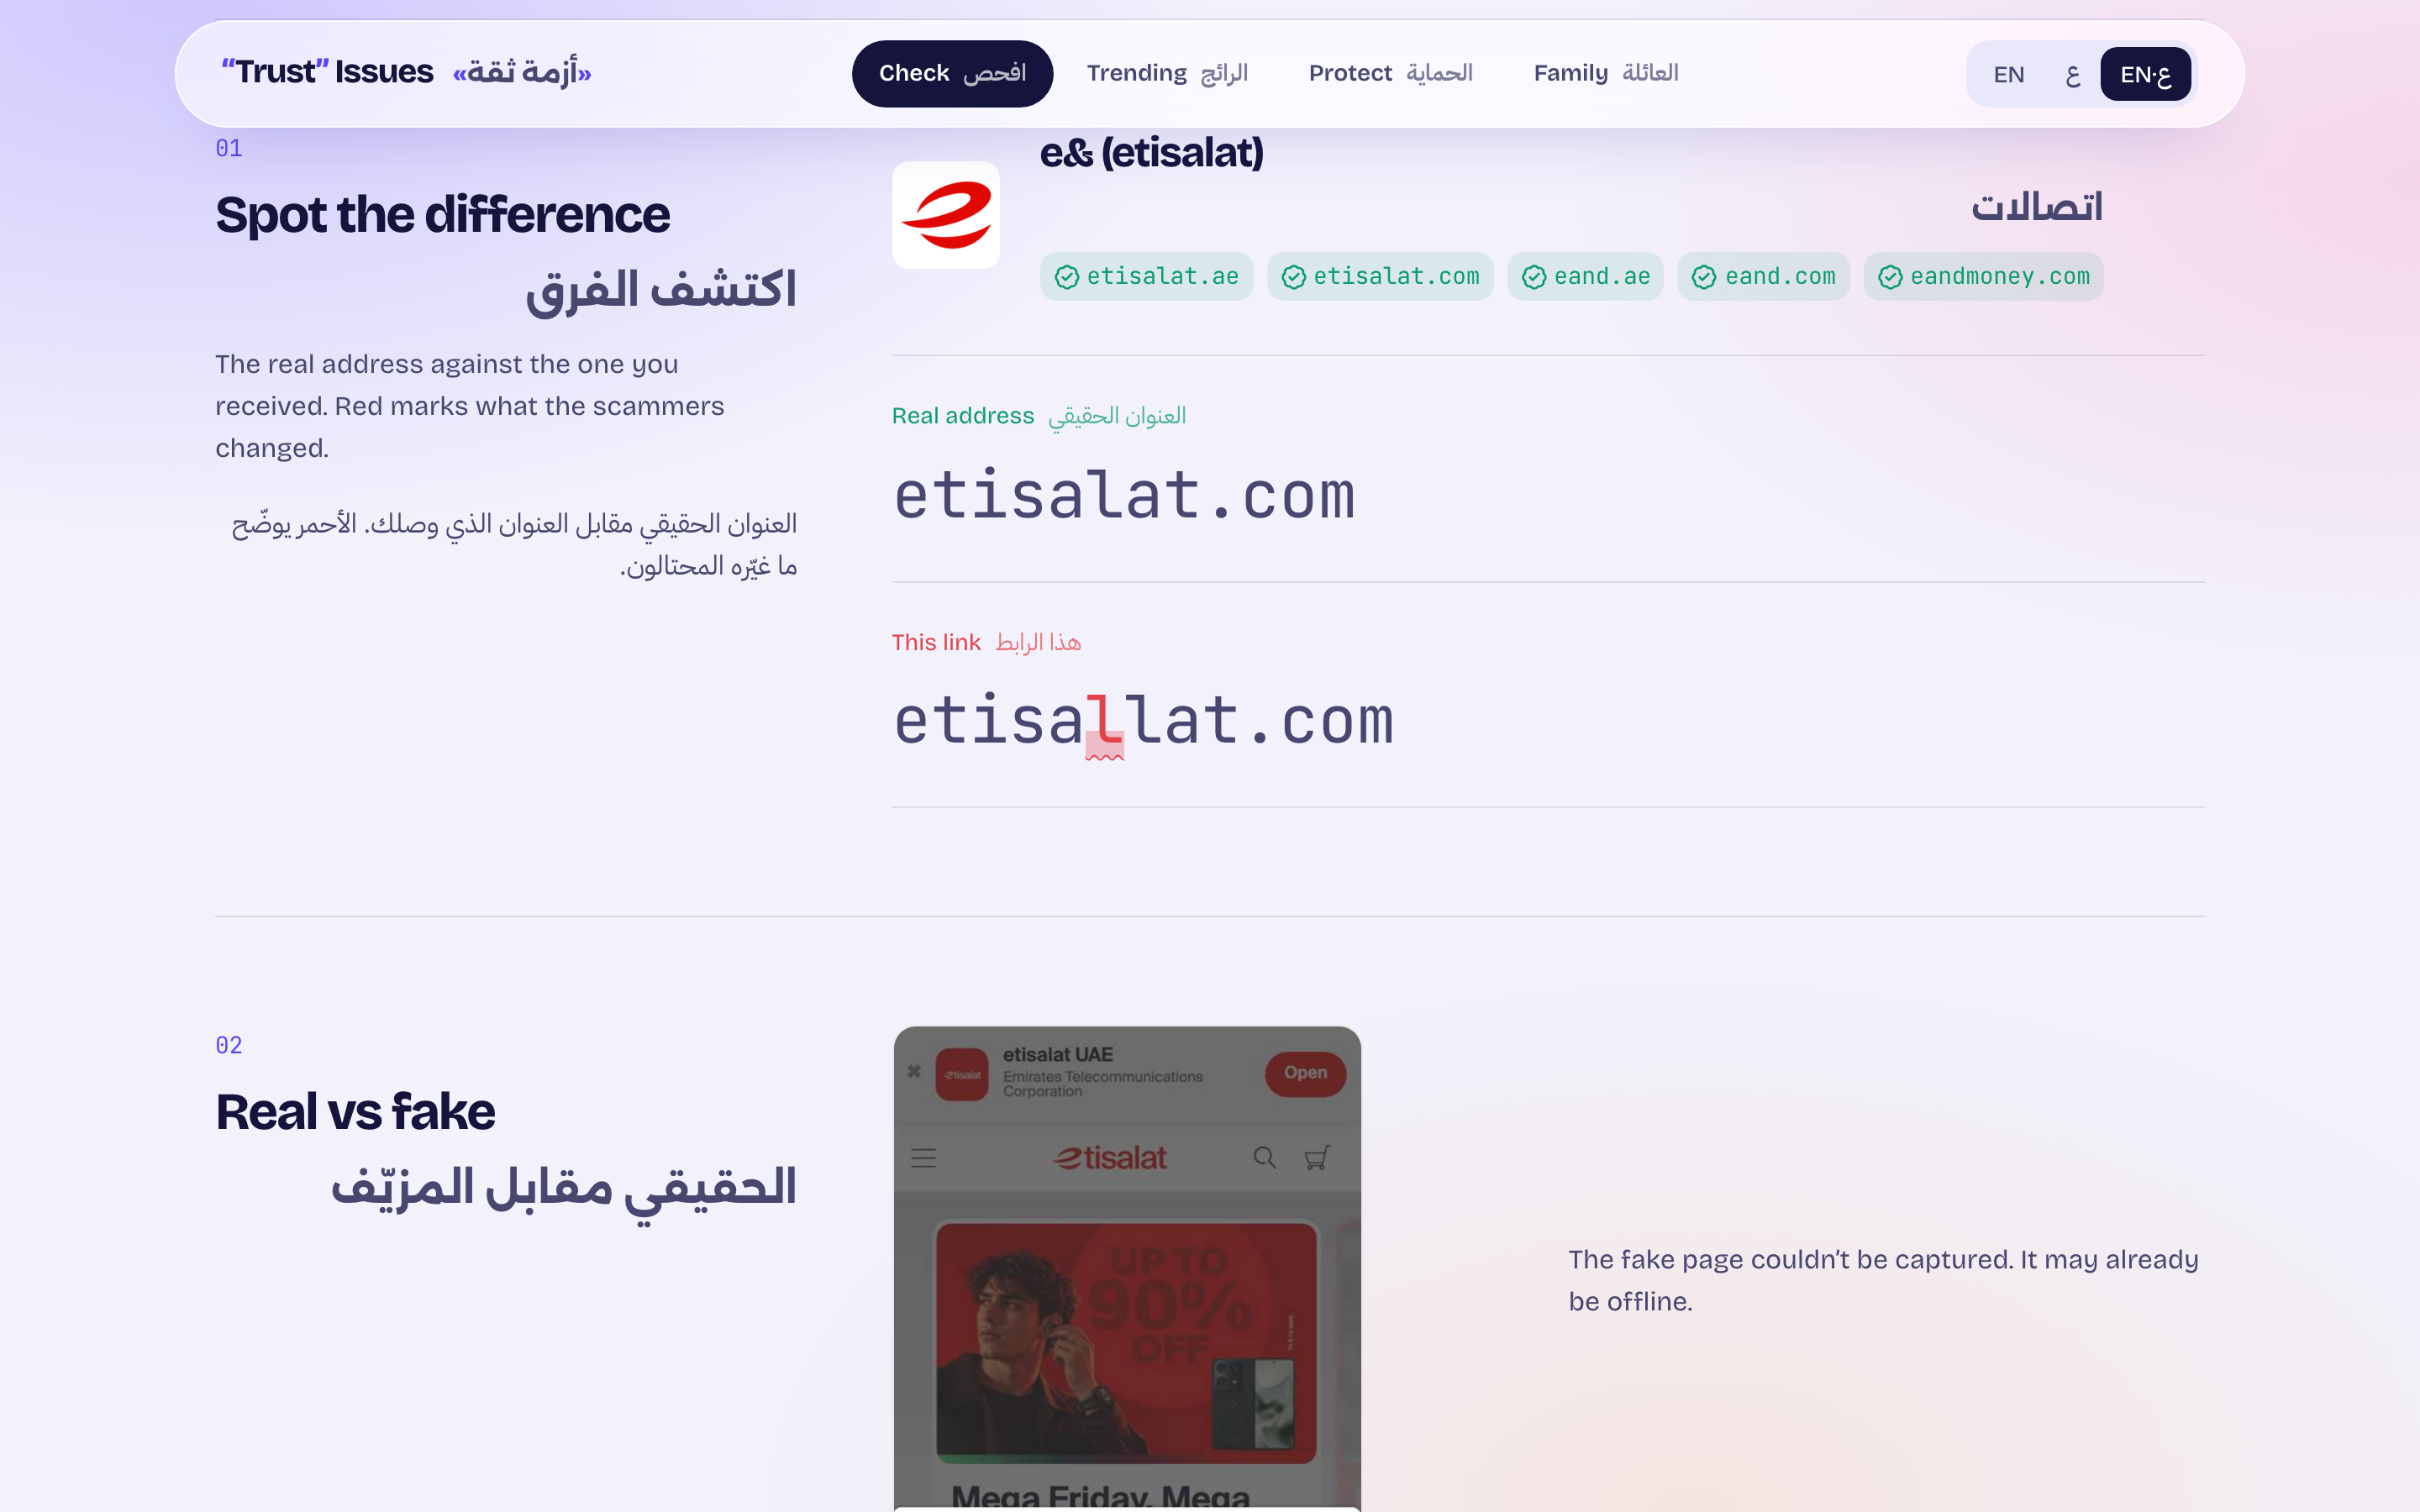 “Trust” Issues «أزمة ثقة»
Check افحص
Trending الرائج
Protect الحماية
Family العائلة
EN
ع
EN·ع
01
Spot the difference
اكتشف الفرق
The real address against the one you
received. Red marks what the scammers
changed.
العنوان الحقيقي مقابل العنوان الذي وصلك. الأحمر يوضّح
ما غيّره المحتالون.
e& (etisalat)
اتصالات
etisalat.ae
etisalat.com
eand.ae
eand.com
eandmoney.com
Real address العنوان الحقيقي
etisalat.com
This link هذا الرابط
etisallat.com
02
Real vs fake
الحقيقي مقابل المزيّف
etisalat
etisalat UAE
Emirates Telecommunications
Corporation
Open
etisalat
UP TO
90%
OFF
Mega Friday. Mega
The fake page couldn’t be captured. It may already
be offline.